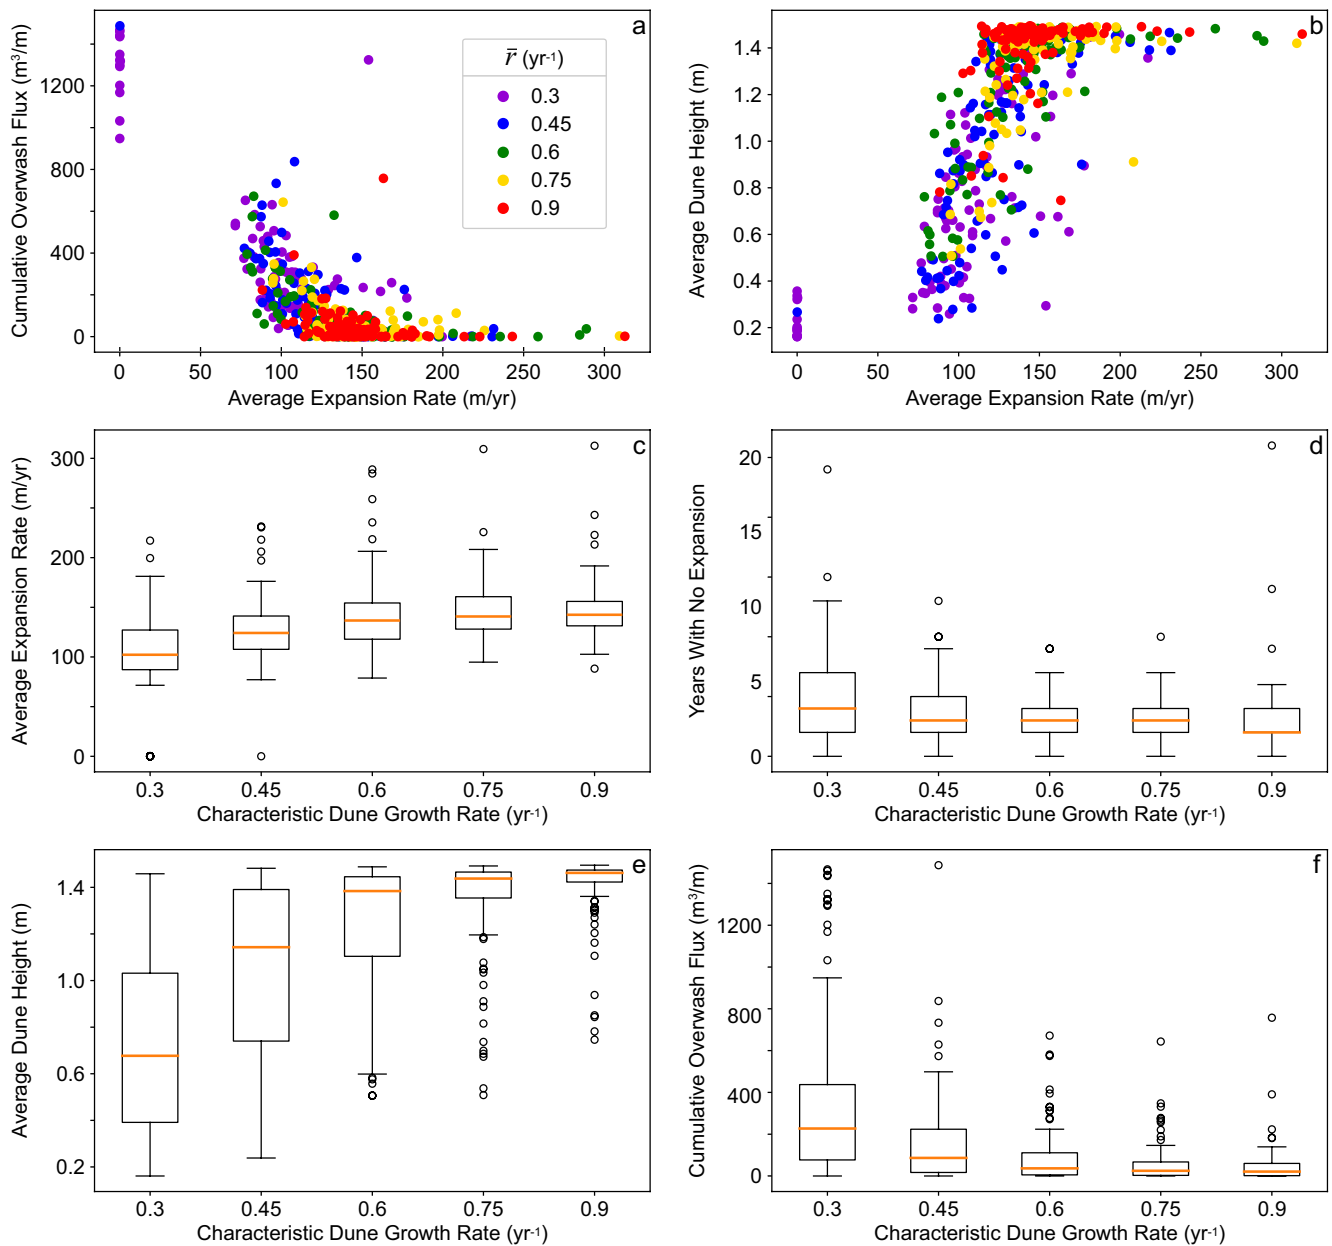 a
Cumulative Overwash Flux (m³/m)
1200
800
400
0
r̄ (yr-1)
0.3
0.45
0.6
0.75
0.9
0 50 100 150 200 250 300
Average Expansion Rate (m/yr)
b
Average Dune Height (m)
1.4
1.2
1.0
0.8
0.6
0.4
0.2
0 50 100 150 200 250 300
Average Expansion Rate (m/yr)
c
Average Expansion Rate (m/yr)
300
200
100
0
0.3 0.45 0.6 0.75 0.9
Characteristic Dune Growth Rate (yr-1)
d
Years With No Expansion
20
15
10
5
0
0.3 0.45 0.6 0.75 0.9
Characteristic Dune Growth Rate (yr-1)
e
Average Dune Height (m)
1.4
1.0
0.6
0.2
0.3 0.45 0.6 0.75 0.9
Characteristic Dune Growth Rate (yr-1)
f
Cumulative Overwash Flux (m³/m)
1200
800
400
0
0.3 0.45 0.6 0.75 0.9
Characteristic Dune Growth Rate (yr-1)